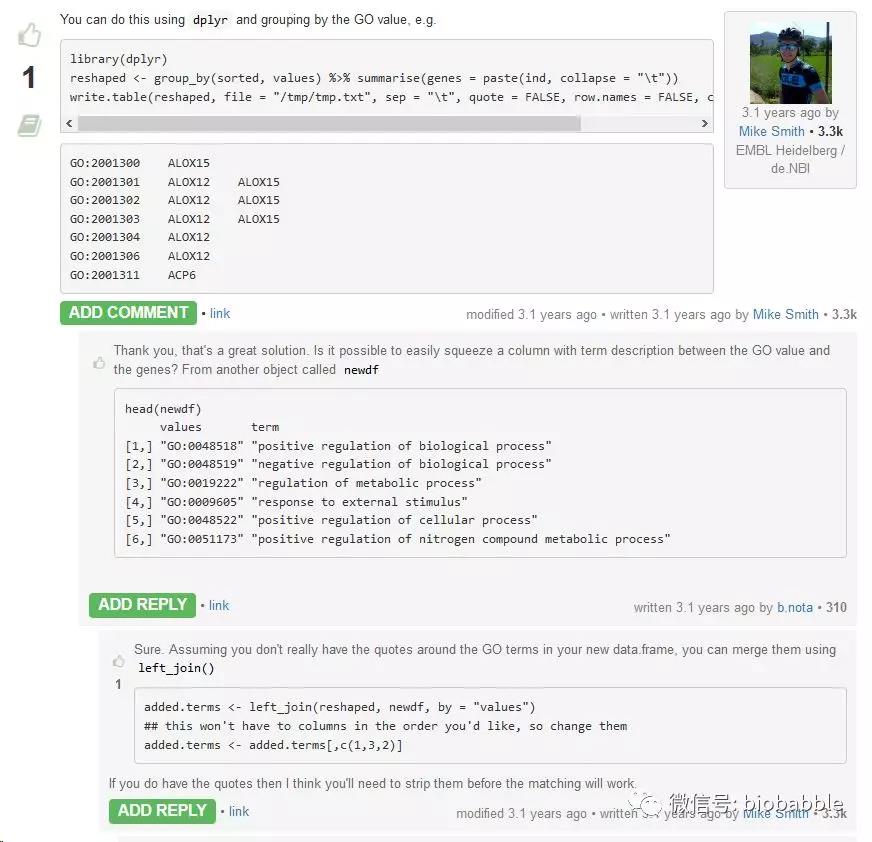 You can do this using dplyr and grouping by the GO value, e.g.
1
library(dplyr)
reshaped <- group_by(sorted, values) %>% summarise(genes = paste(ind, collapse = "\t"))
write.table(reshaped, file = "/tmp/tmp.txt", sep = "\t", quote = FALSE, row.names = FALSE, c
3.1 years ago by
Mike Smith • 3.3k
EMBL Heidelberg /
de.NBI
GO:2001300 ALOX15
GO:2001301 ALOX12 ALOX15
GO:2001302 ALOX12 ALOX15
GO:2001303 ALOX12 ALOX15
GO:2001304 ALOX12
GO:2001306 ALOX12
GO:2001311 ACP6
ADD COMMENT • link modified 3.1 years ago • written 3.1 years ago by Mike Smith • 3.3k
Thank you, that's a great solution. Is it possible to easily squeeze a column with term description between the GO value and
the genes? From another object called newdf
head(newdf)
values term
[1,] "GO:0048518" "positive regulation of biological process"
[2,] "GO:0048519" "negative regulation of biological process"
[3,] "GO:0019222" "regulation of metabolic process"
[4,] "GO:0009605" "response to external stimulus"
[5,] "GO:0048522" "positive regulation of cellular process"
[6,] "GO:0051173" "positive regulation of nitrogen compound metabolic process"
ADD REPLY • link written 3.1 years ago by b.nota • 310
Sure. Assuming you don't really have the quotes around the GO terms in your new data.frame, you can merge them using
left_join()
1
added.terms <- left_join(reshaped, newdf, by = "values")
## this won't have to columns in the order you'd like, so change them
added.terms <- added.terms[,c(1,3,2)]
If you do have the quotes then I think you'll need to strip them before the matching will work.
微信号: biobabble
ADD REPLY • link modified 3.1 years ago • written 3.1 years ago by Mike Smith • 3.3k